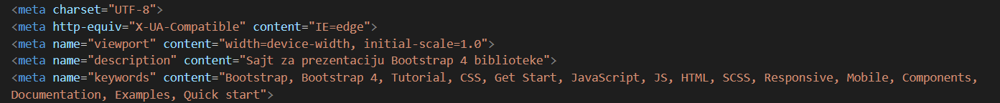 <meta charset="UTF-8">
<meta http-equiv="X-UA-Compatible" content="IE=edge">
<meta name="viewport" content="width=device-width, initial-scale=1.0">
<meta name="description" content="Sajt za prezentaciju Bootstrap 4 biblioteke">
<meta name="keywords" content="Bootstrap, Bootstrap 4, Tutorial, CSS, Get Start, JavaScript, JS, HTML, SCSS, Responsive, Mobile, Components,
Documentation, Examples, Quick start">